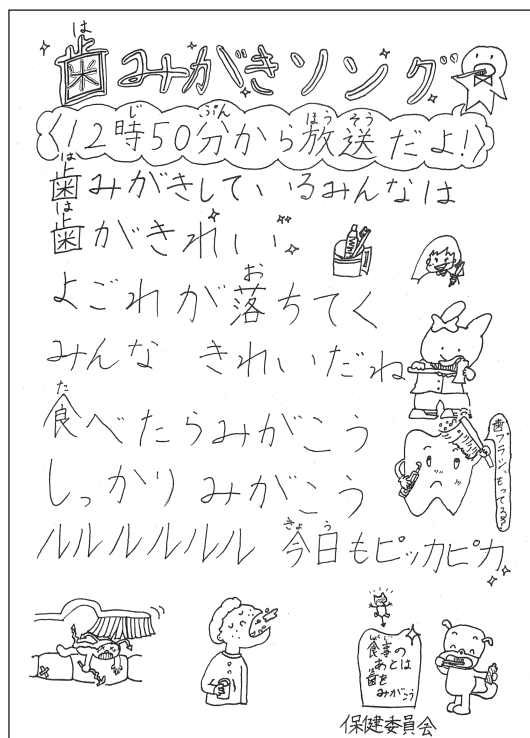 歯みがきソング
12時50分から放送だよ!
歯みがきしているみんなは
歯がきれい
よごれが落ちてく
みんな きれいだね
食べたらみがこう
しっかりみがこう
ルルルルルル 今日もピッカピカ
歯ブラシ、もってる?
食事の
あとは
歯を
みがこう
保健委員会